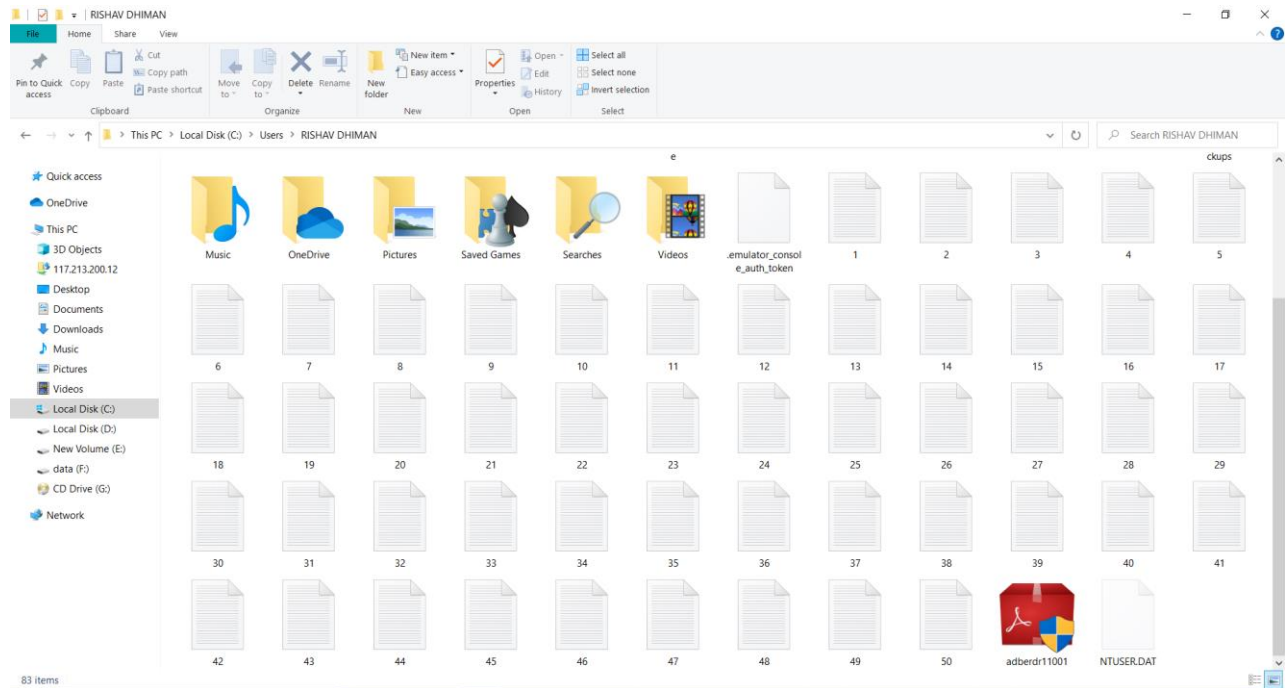 RISHAV DHIMAN
File Home Share View
Pin to Quick access
Copy
Paste
Cut
Copy path
Paste shortcut
Clipboard
Move to
Copy to
Delete
Rename
Organize
New folder
New item
Easy access
New
Properties
Open
Edit
History
Open
Select all
Select none
Invert selection
Select
This PC > Local Disk (C:) > Users > RISHAV DHIMAN
Search RISHAV DHIMAN
Quick access
OneDrive
This PC
3D Objects
117.213.200.12
Desktop
Documents
Downloads
Music
Pictures
Videos
Local Disk (C:)
Local Disk (D:)
New Volume (E:)
data (F:)
CD Drive (G:)
Network
e ckups
Music OneDrive Pictures Saved Games Searches Videos .emulator_consol 1 2 3 4 5
e_auth_token
6 7 8 9 10 11 12 13 14 15 16 17
18 19 20 21 22 23 24 25 26 27 28 29
30 31 32 33 34 35 36 37 38 39 40 41
42 43 44 45 46 47 48 49 50 adberdr11001 NTUSER.DAT
83 items